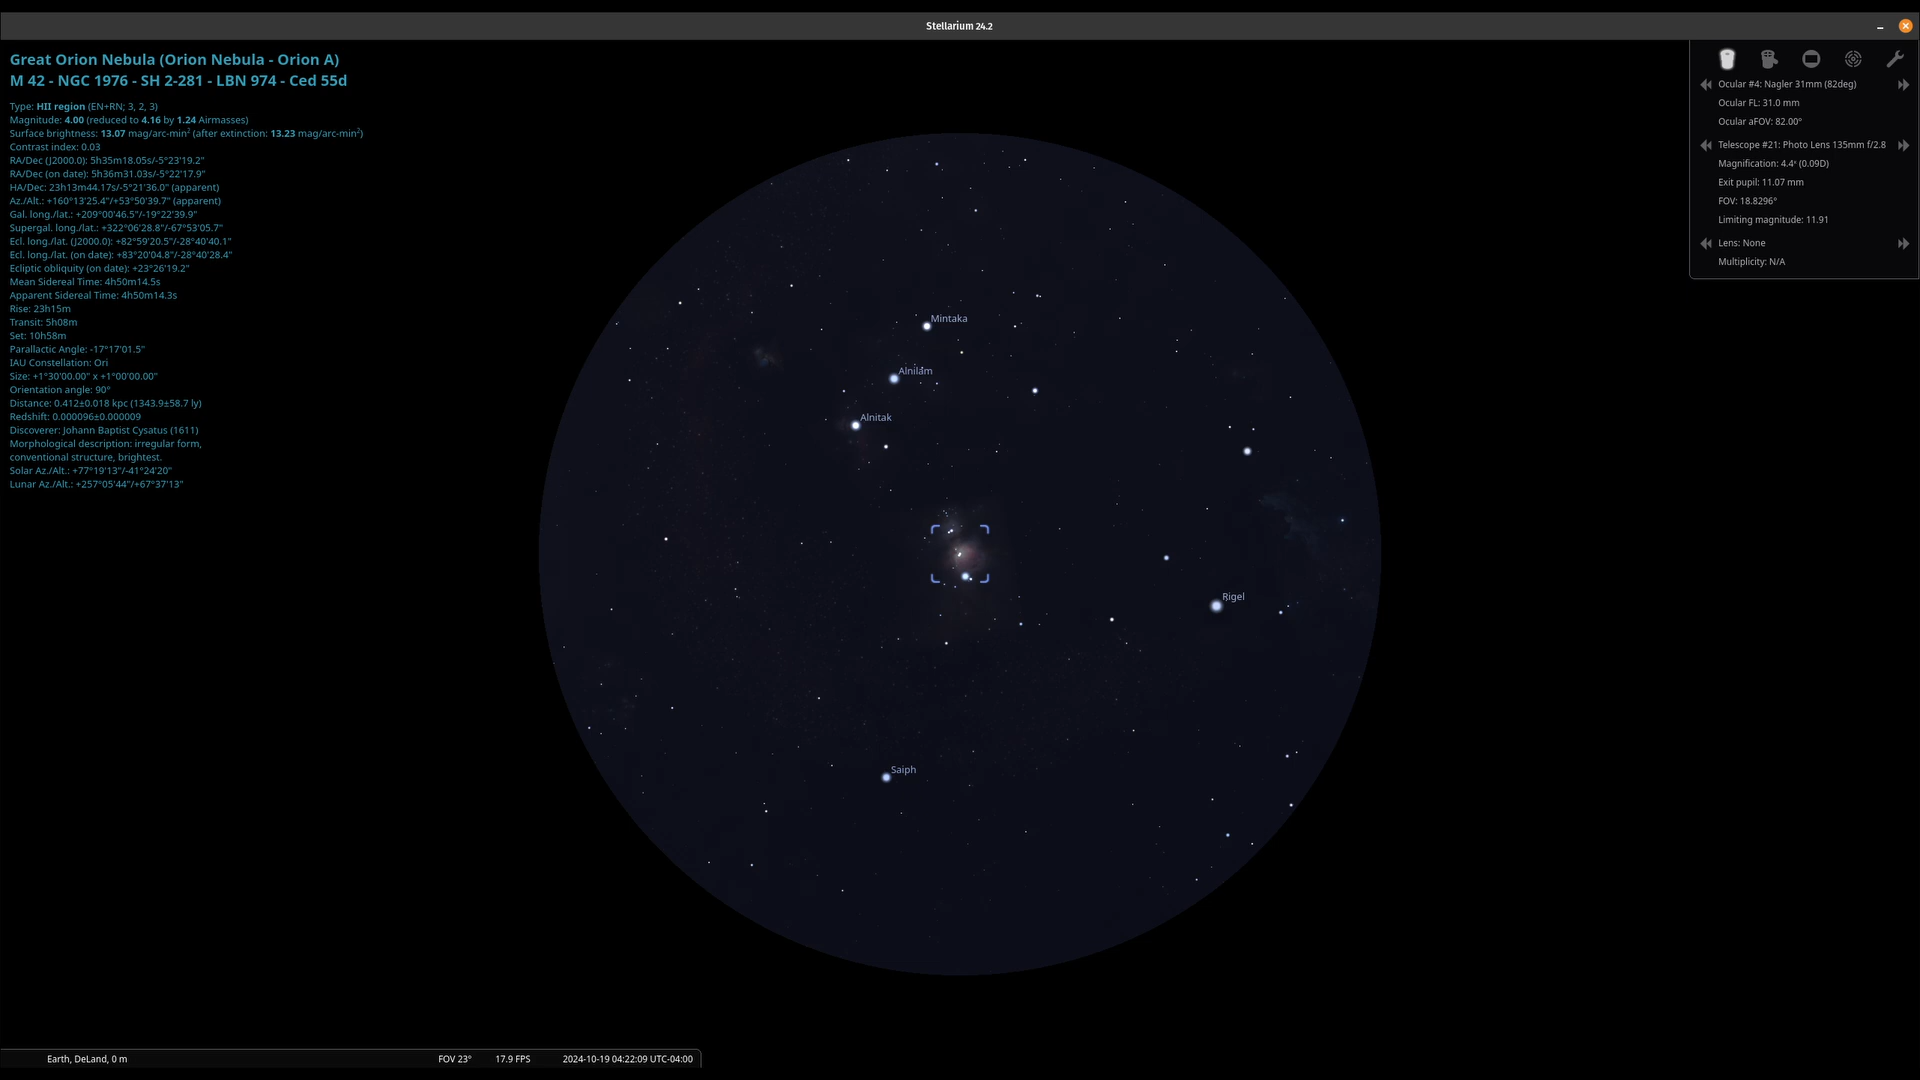 Stellarium 24.2
Great Orion Nebula (Orion Nebula - Orion A)
M 42 - NGC 1976 - SH 2-281 - LBN 974 - Ced 55d
Type: HII region (EN+RN; 3, 2, 3)
Magnitude: 4.00 (reduced to 4.16 by 1.24 Airmasses)
Surface brightness: 13.07 mag/arc-min² (after extinction: 13.23 mag/arc-min²)
Contrast index: 0.03
RA/Dec (J2000.0): 5h35m18.05s/-5°23'19.2"
RA/Dec (on date): 5h36m31.03s/-5°22'17.9"
HA/Dec: 23h13m44.17s/-5°21'36.0" (apparent)
Az./Alt.: +160°13'25.4"/+53°50'39.7" (apparent)
Gal. long./lat.: +209°00'46.5"/-19°22'39.9"
Supergal. long./lat.: +322°06'28.8"/-67°53'05.7"
Ecl. long./lat. (J2000.0): +82°59'20.5"/-28°40'40.1"
Ecl. long./lat. (on date): +83°20'04.8"/-28°40'28.4"
Ecliptic obliquity (on date): +23°26'19.2"
Mean Sidereal Time: 4h50m14.5s
Apparent Sidereal Time: 4h50m14.3s
Rise: 23h15m
Transit: 5h08m
Set: 10h58m
Parallactic Angle: -17°17'01.5"
IAU Constellation: Ori
Size: +1°30'00.00" x +1°00'00.00"
Orientation angle: 90°
Distance: 0.412±0.018 kpc (1343.9±58.7 ly)
Redshift: 0.000096±0.000009
Discoverer: Johann Baptist Cysatus (1611)
Morphological description: irregular form,
conventional structure, brightest.
Solar Az./Alt.: +77°19'13"/-41°24'20"
Lunar Az./Alt.: +257°05'44"/+67°37'13"
Mintaka
Alnilam
Alnitak
Rigel
Saiph
Ocular #4: Nagler 31mm (82deg)
Ocular FL: 31.0 mm
Ocular aFOV: 82.00°
Telescope #21: Photo Lens 135mm f/2.8
Magnification: 4.4ˣ (0.09D)
Exit pupil: 11.07 mm
FOV: 18.8296°
Limiting magnitude: 11.91
Lens: None
Multiplicity: N/A
Earth, DeLand, 0 m
FOV 23°
17.9 FPS
2024-10-19 04:22:09 UTC-04:00